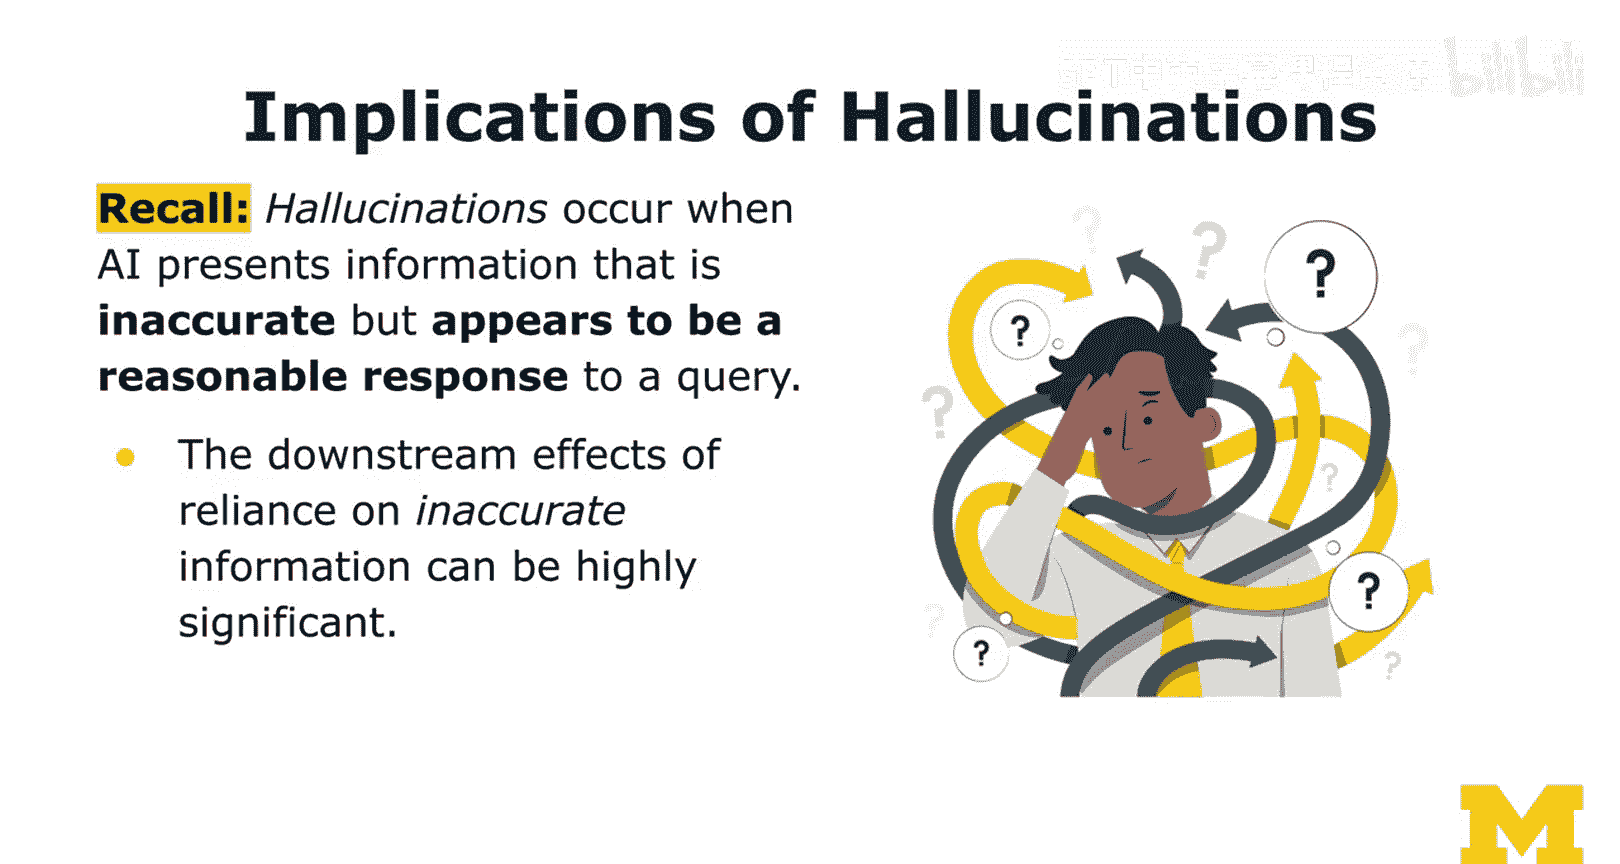 bilibili
Implications of Hallucinations
Recall: Hallucinations occur when
AI presents information that is
inaccurate but appears to be a
reasonable response to a query.
● The downstream effects of
reliance on inaccurate
information can be highly
significant.
?
?
?
?
?
?
?
?
?
?
?
M